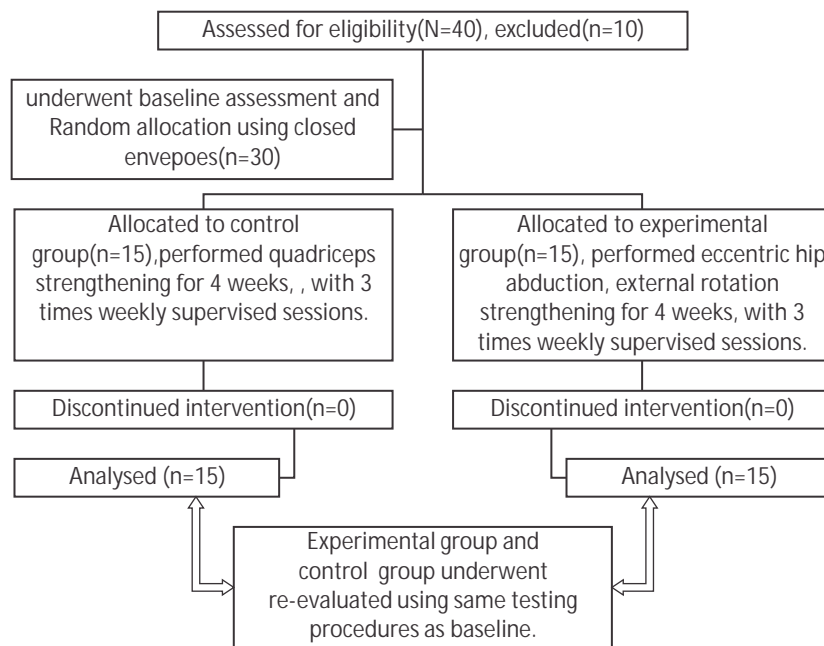 Assessed for eligibility(N=40), excluded(n=10)
underwent baseline assessment and
Random allocation using closed
envepoes(n=30)
Allocated to control
group(n=15),performed quadriceps
strengthening for 4 weeks, , with 3
times weekly supervised sessions.
Allocated to experimental
group(n=15), performed eccentric hip
abduction, external rotation
strengthening for 4 weeks, with 3
times weekly supervised sessions.
Discontinued intervention(n=0)
Discontinued intervention(n=0)
Analysed (n=15)
Analysed (n=15)
Experimental group and
control group underwent
re-evaluated using same testing
procedures as baseline.